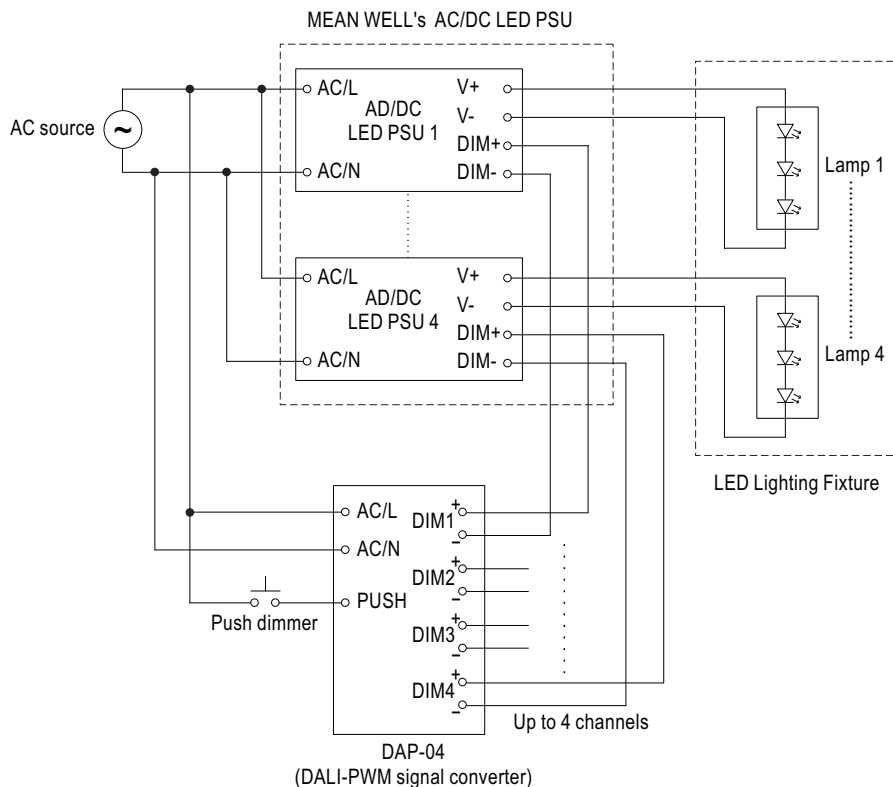 MEAN WELL's AC/DC LED PSU
AC source
~
AC/L
AD/DC
LED PSU 1
AC/N
V+
V-
DIM+
DIM-
Lamp 1
AC/L
AD/DC
LED PSU 4
AC/N
V+
V-
DIM+
DIM-
Lamp 4
LED Lighting Fixture
AC/L
AC/N
PUSH
Push dimmer
+
DIM1
–
+
DIM2
–
+
DIM3
–
+
DIM4
–
Up to 4 channels
DAP-04
(DALI-PWM signal converter)